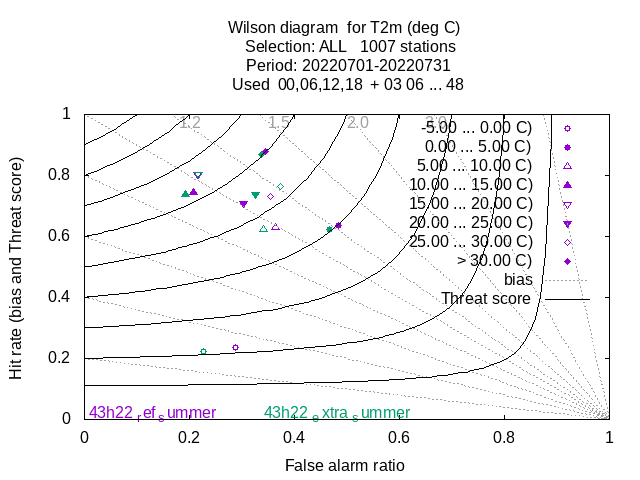 Wilson diagram  for T2m (deg C)
Selection: ALL   1007 stations
Period: 20220701-20220731
Used  00,06,12,18  + 03 06 ... 48
1.2
1.5
2.0
3.0
-5.00 ... 0.00 C)
0.00 ... 5.00 C)
5.00 ... 10.00 C)
10.00 ... 15.00 C)
15.00 ... 20.00 C)
20.00 ... 25.00 C)
25.00 ... 30.00 C)
> 30.00 C)
bias
Threat score
1
0.8
0.6
0.4
0.2
0
Hit rate (bias and Threat score)
43h22refsummer
43h22extrasummer
0 0.2 0.4 0.6 0.8 1
False alarm ratio